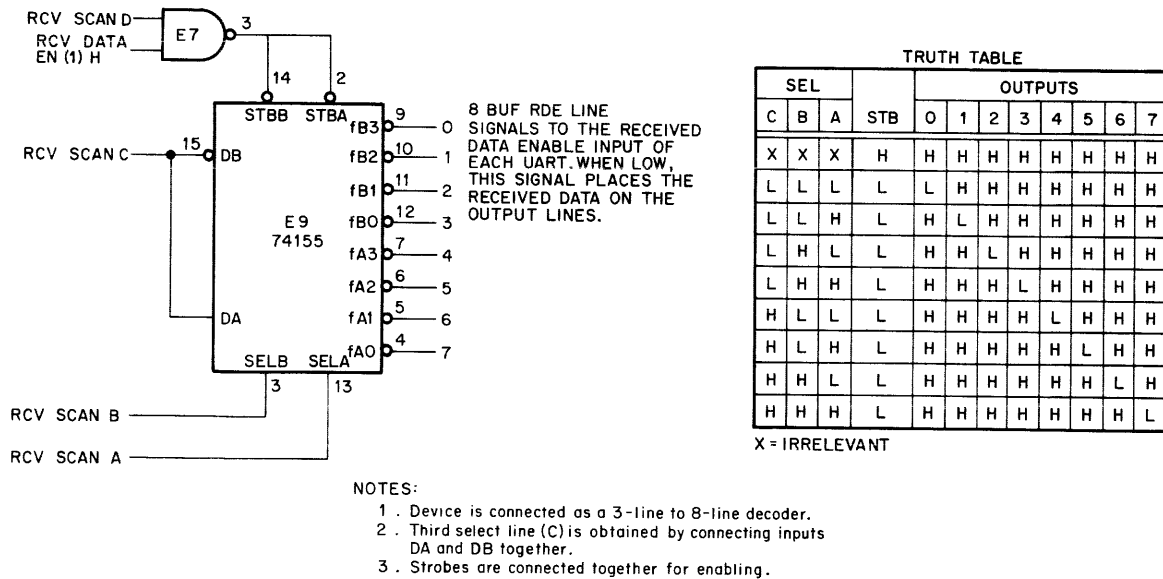 RCV SCAN D
RCV DATA
EN (1) H
E7
3
14
2
STBB
STBA
15
DB
RCV SCAN C
DA
E9
74155
fB3 9 0
fB2 10 1
fB1 11 2
fB0 12 3
fA3 7 4
fA2 6 5
fA1 5 6
fA0 4 7
SELB SELA
3 13
RCV SCAN B
RCV SCAN A
8 BUF RDE LINE
SIGNALS TO THE RECEIVED
DATA ENABLE INPUT OF
EACH UART. WHEN LOW,
THIS SIGNAL PLACES THE
RECEIVED DATA ON THE
OUTPUT LINES.
TRUTH TABLE
SEL OUTPUTS
C B A STB 0 1 2 3 4 5 6 7
X X X H H H H H H H H H
L L L L L H H H H H H H
L L H L H L H H H H H H
L H L L H H L H H H H H
L H H L H H H L H H H H
H L L L H H H H L H H H
H L H L H H H H H L H H
H H L L H H H H H H L H
H H H L H H H H H H H L
X = IRRELEVANT
NOTES:
1 . Device is connected as a 3-line to 8-line decoder.
2 . Third select line (C) is obtained by connecting inputs
DA and DB together.
3 . Strobes are connected together for enabling.